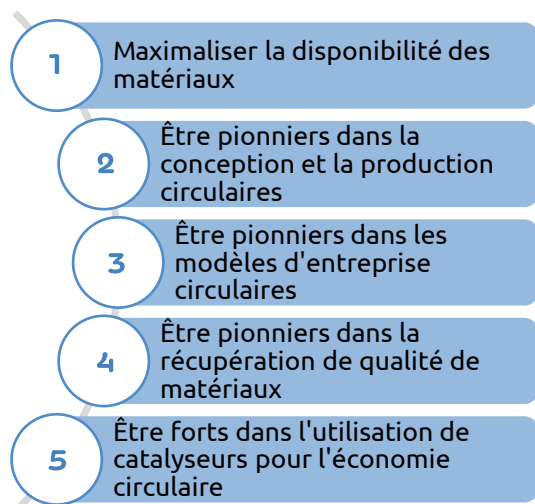 1
Maximaliser la disponibilité des
matériaux
2
Être pionniers dans la
conception et la production
circulaires
3
Être pionniers dans les
modèles d'entreprise
circulaires
4
Être pionniers dans la
récupération de qualité de
matériaux
5
Être forts dans l'utilisation de
catalyseurs pour l'économie
circulaire